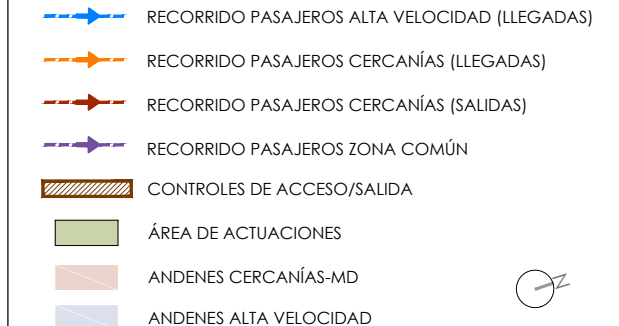 RECORRIDO PASAJEROS ALTA VELOCIDAD (LLEGADAS)
RECORRIDO PASAJEROS CERCANÍAS (LLEGADAS)
RECORRIDO PASAJEROS CERCANÍAS (SALIDAS)
RECORRIDO PASAJEROS ZONA COMÚN
CONTROLES DE ACCESO/SALIDA
ÁREA DE ACTUACIONES
ANDENES CERCANÍAS-MD
N
ANDENES ALTA VELOCIDAD